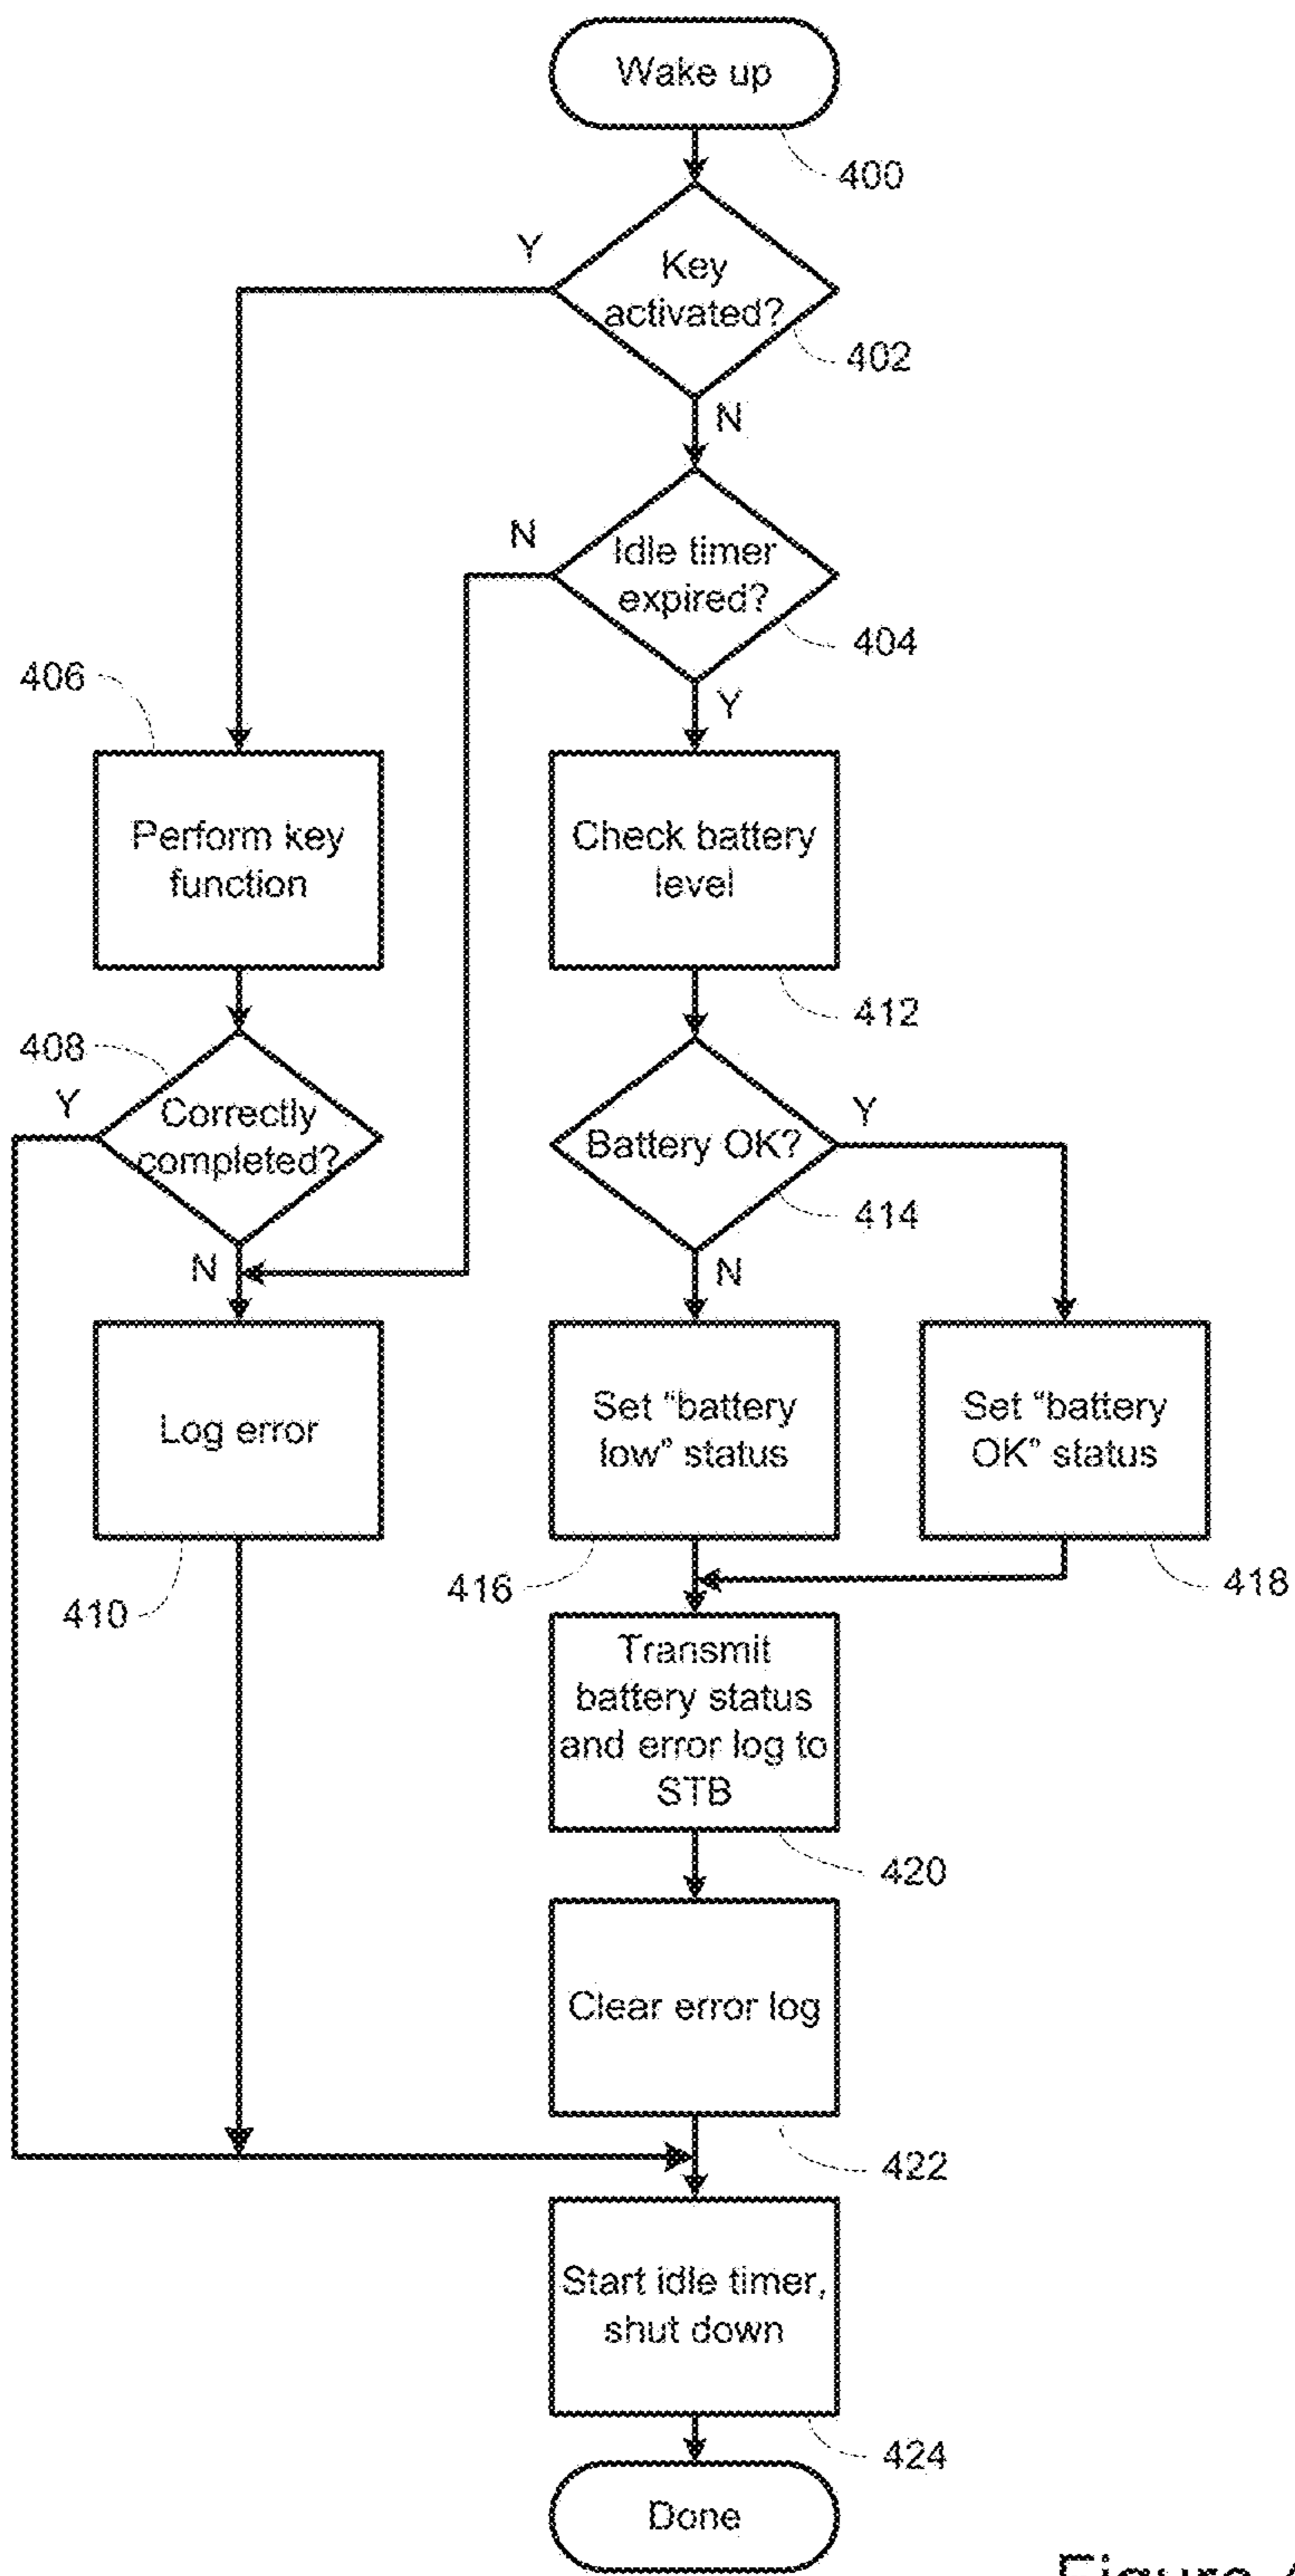 Wake up
400
Y
Key
activated?
402
N
N
Idle timer
expired?
404
406
Y
Perform key
function
Check battery
level
412
408
Y
Correctly
completed?
Battery OK?
Y
414
N
N
Log error
Set “battery
low” status
Set “battery
OK” status
416
418
410
Transmit
battery status
and error log to
STB
420
Clear error log
422
Start idle timer,
shut down
424
Done
Figure